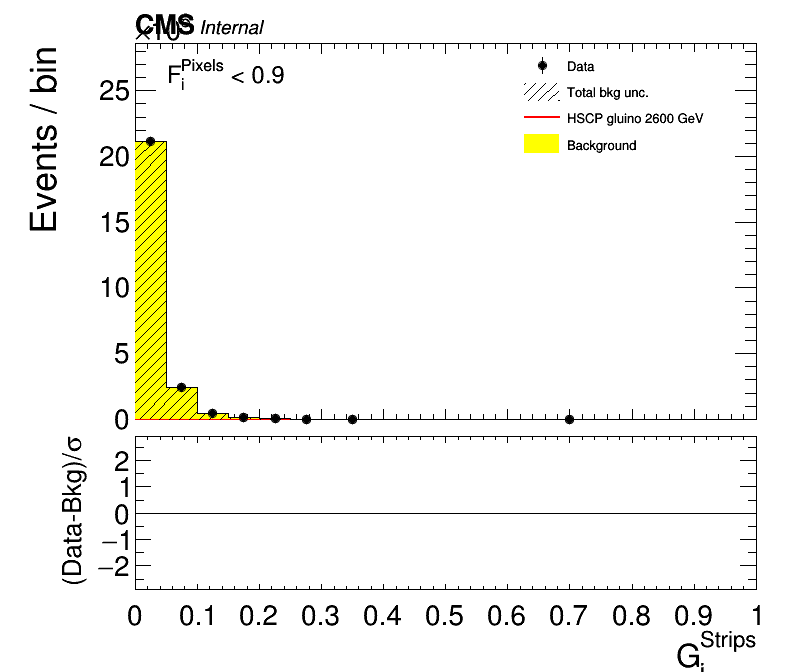 CMS Internal
F_i^Pixels < 0.9
Data
Total bkg unc.
HSCP gluino 2600 GeV
Background
Events / bin
25
20
15
10
5
0
(Data-Bkg)/σ
2
1
0
−1
−2
0 0.1 0.2 0.3 0.4 0.5 0.6 0.7 0.8 0.9 1
G_i^Strips